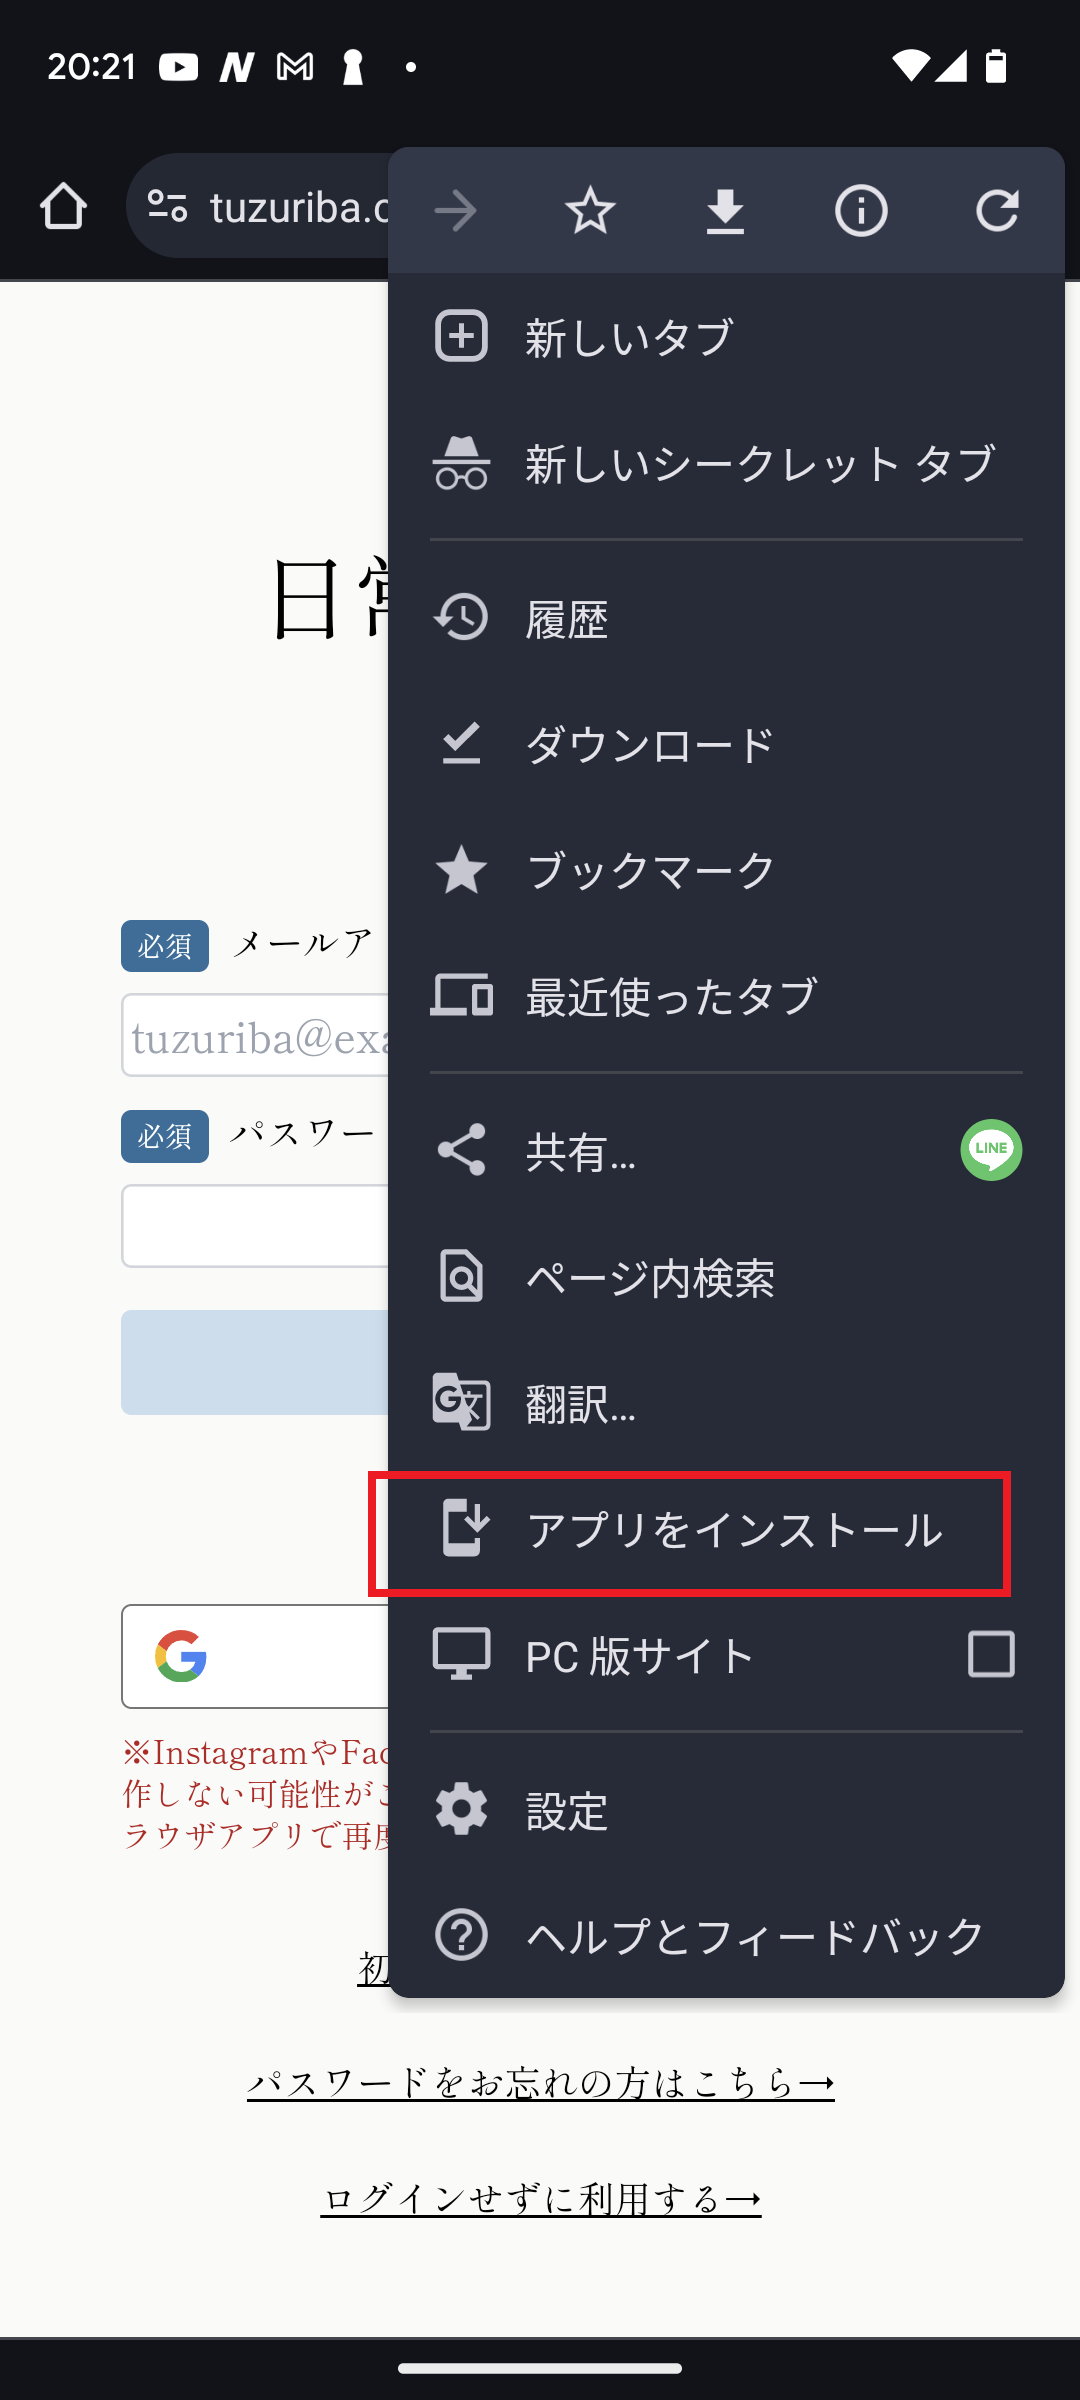 20:21
tuzuriba.c
新しいタブ
新しいシークレット タブ
履歴
ダウンロード
ブックマーク
最近使ったタブ
共有...
LINE
ページ内検索
翻訳...
アプリをインストール
PC 版サイト
設定
ヘルプとフィードバック
日常
必須 メールア
tuzuriba@exa
必須 パスワー
※InstagramやFac
作しない可能性がご
ラウザアプリで再度
初
パスワードをお忘れの方はこちら→
ログインせずに利用する→